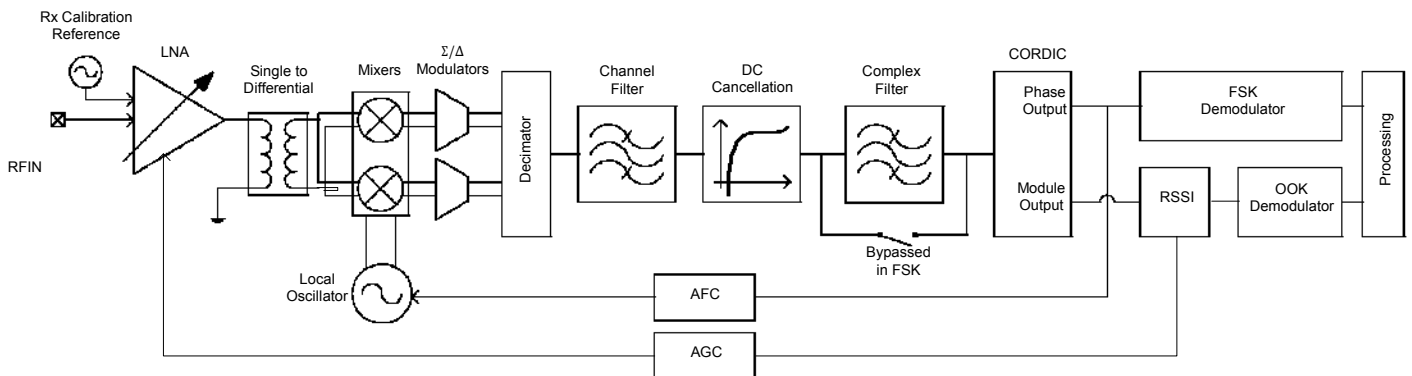 Rx Calibration
Reference
LNA
RFIN
Single to
Differential
Mixers
Σ/Δ
Modulators
Decimator
Channel
Filter
DC
Cancellation
Complex
Filter
Bypassed
in FSK
CORDIC
Phase
Output
Module
Output
FSK
Demodulator
RSSI
OOK
Demodulator
Processing
Local
Oscillator
AFC
AGC